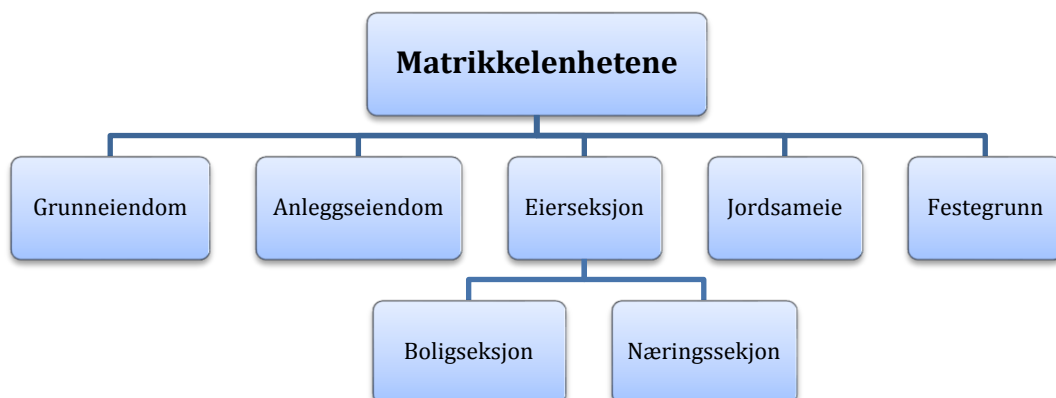 Matrikkelenhetene
Grunneiendom
Anleggseiendom
Eierseksjon
Jordsameie
Festegrunn
Boligseksjon
Næringssekjon